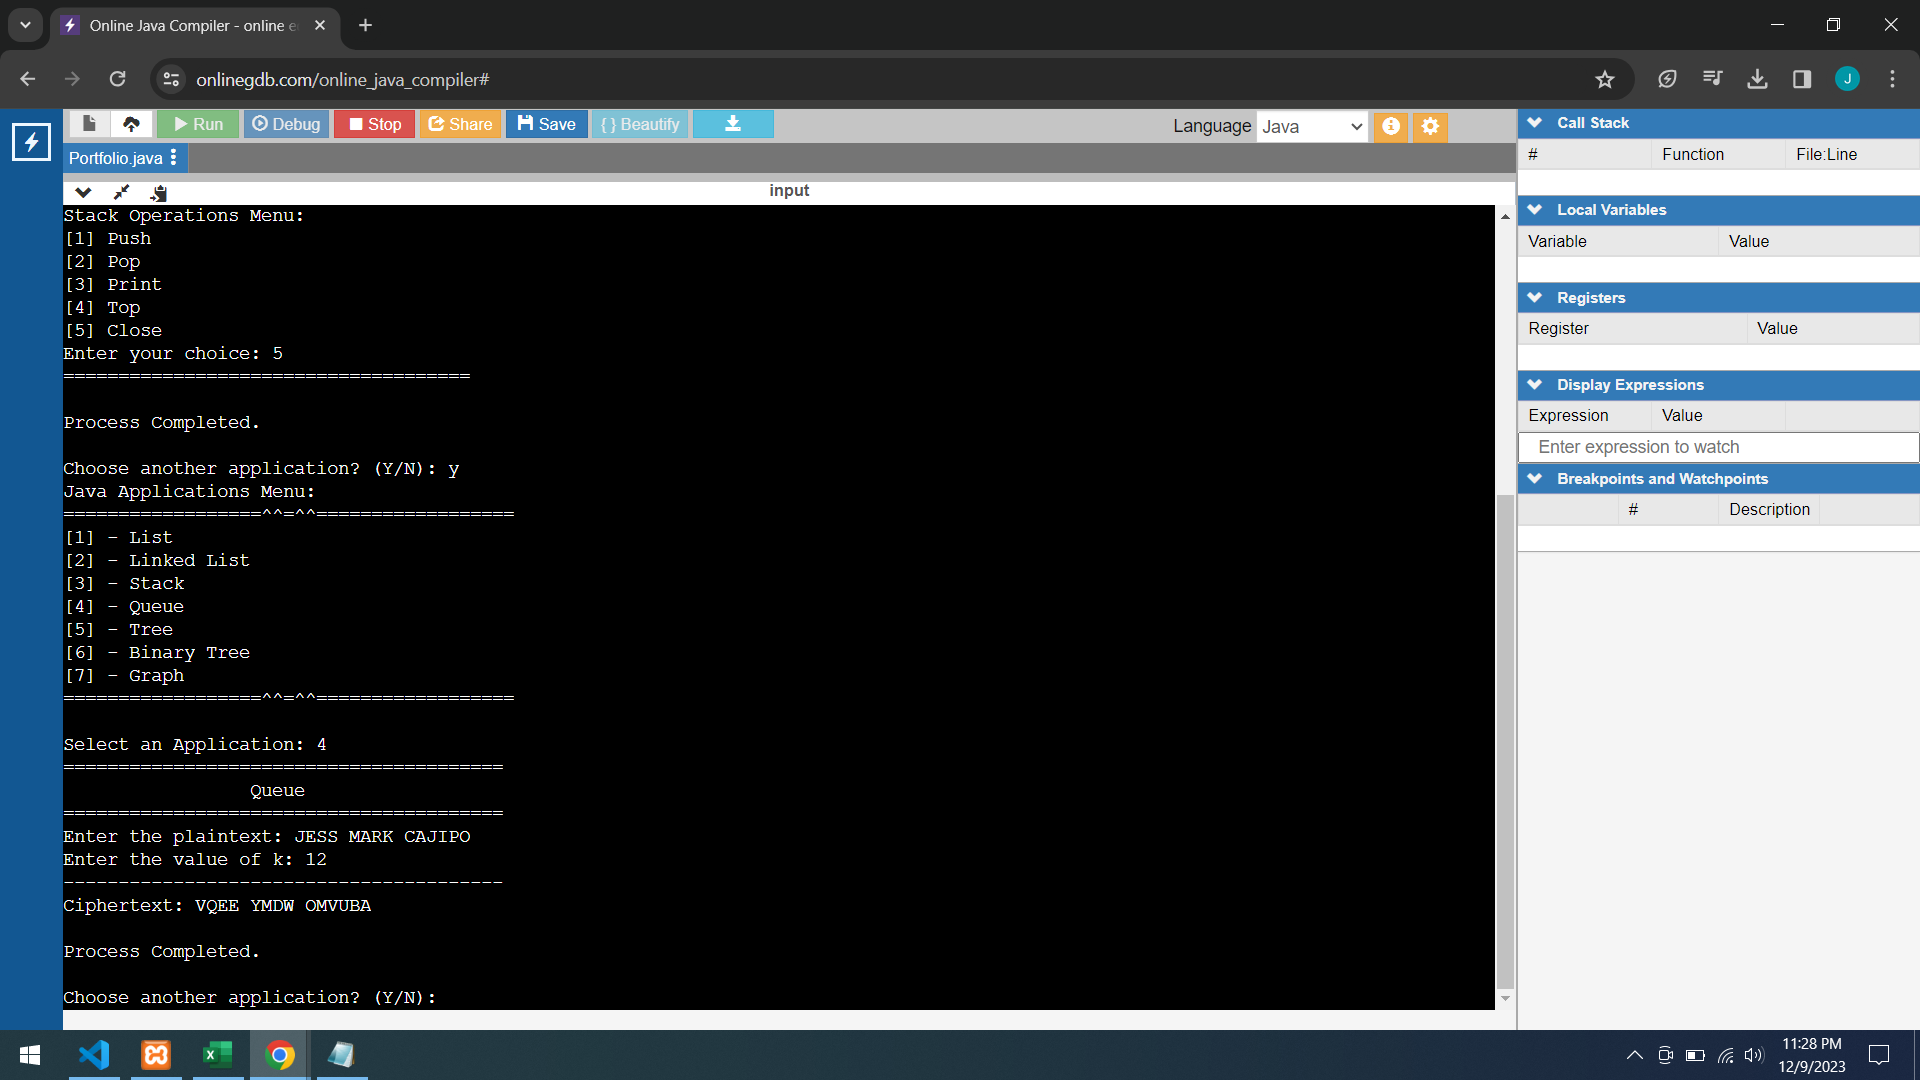 Online Java Compiler - online e
onlinegdb.com/online_java_compiler#
J
Run Debug Stop Share Save { } Beautify
Language Java
Portfolio.java
input
Stack Operations Menu:
[1] Push
[2] Pop
[3] Print
[4] Top
[5] Close
Enter your choice: 5
=====================================
Process Completed.
Choose another application? (Y/N): y
Java Applications Menu:
==================^^=^^==================
[1] - List
[2] - Linked List
[3] - Stack
[4] - Queue
[5] - Tree
[6] - Binary Tree
[7] - Graph
==================^^=^^==================
Select an Application: 4
========================================
Queue
========================================
Enter the plaintext: JESS MARK CAJIPO
Enter the value of k: 12
----------------------------------------
Ciphertext: VQEE YMDW OMVUBA
Process Completed.
Choose another application? (Y/N):
Call Stack
# Function File:Line
Local Variables
Variable Value
Registers
Register Value
Display Expressions
Expression Value
Enter expression to watch
Breakpoints and Watchpoints
# Description
11:28 PM
12/9/2023